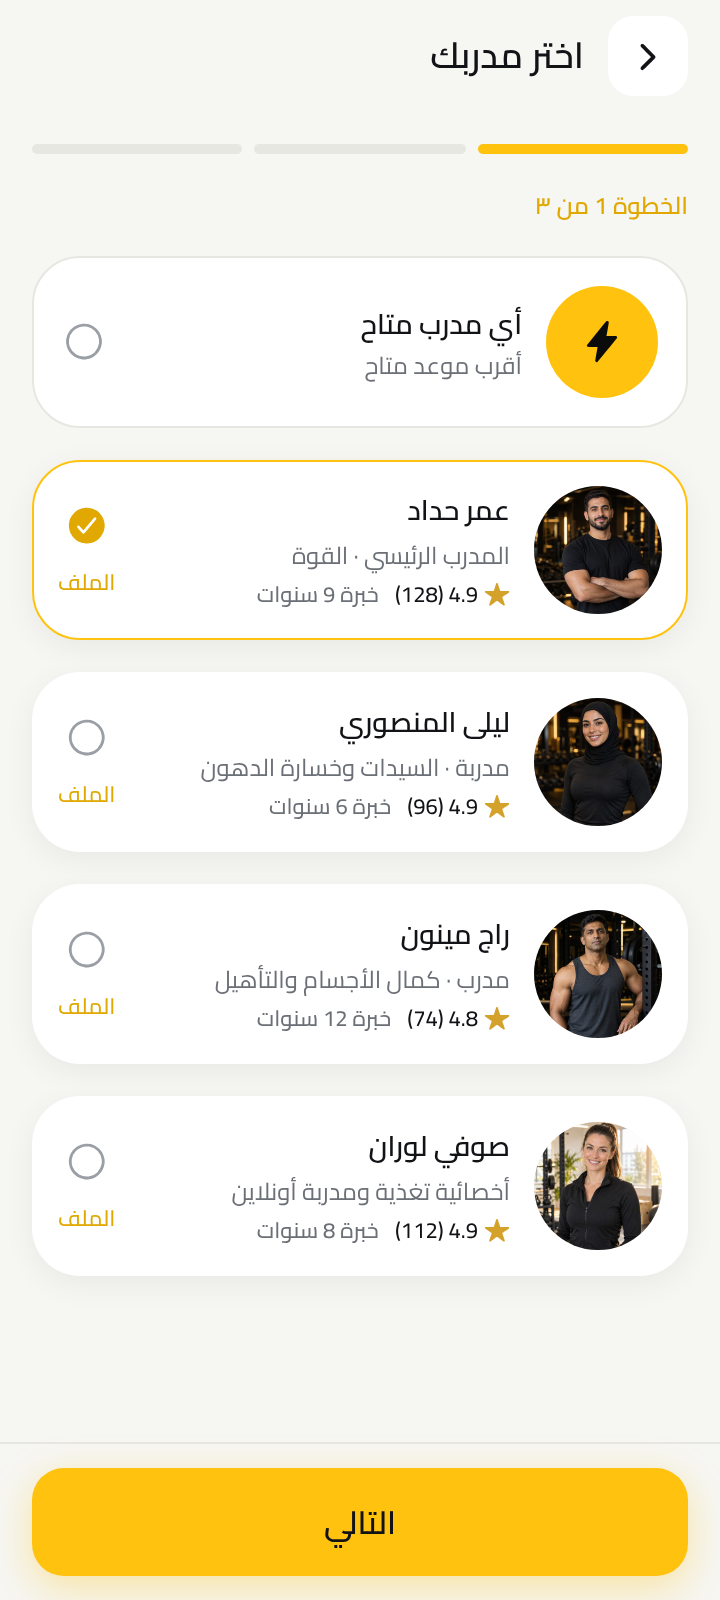 اختر مدربك
الخطوة 1 من ٣
أي مدرب متاح
أقرب موعد متاح
عمر حداد
المدرب الرئيسي · القوة
4.9 (128) خبرة 9 سنوات
الملف
ليلى المنصوري
مدربة · السيدات وخسارة الدهون
4.9 (96) خبرة 6 سنوات
الملف
راج مينون
مدرب · كمال الأجسام والتأهيل
4.8 (74) خبرة 12 سنوات
الملف
صوفي لوران
أخصائية تغذية ومدربة أونلاين
4.9 (112) خبرة 8 سنوات
الملف
التالي